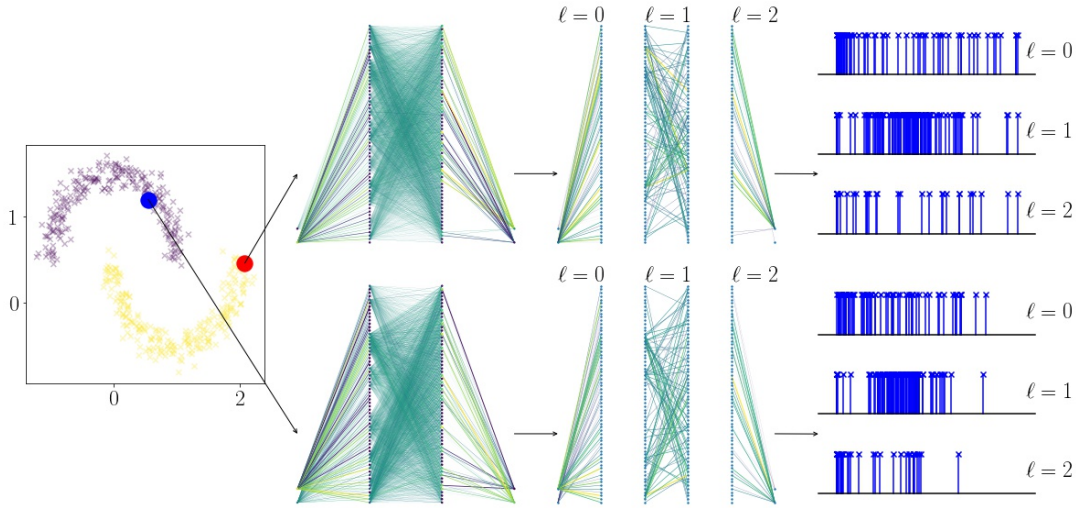 ℓ = 0
ℓ = 1
ℓ = 2
ℓ = 0
ℓ = 1
ℓ = 2
1
0
0
2
ℓ = 0
ℓ = 1
ℓ = 2
ℓ = 0
ℓ = 1
ℓ = 2